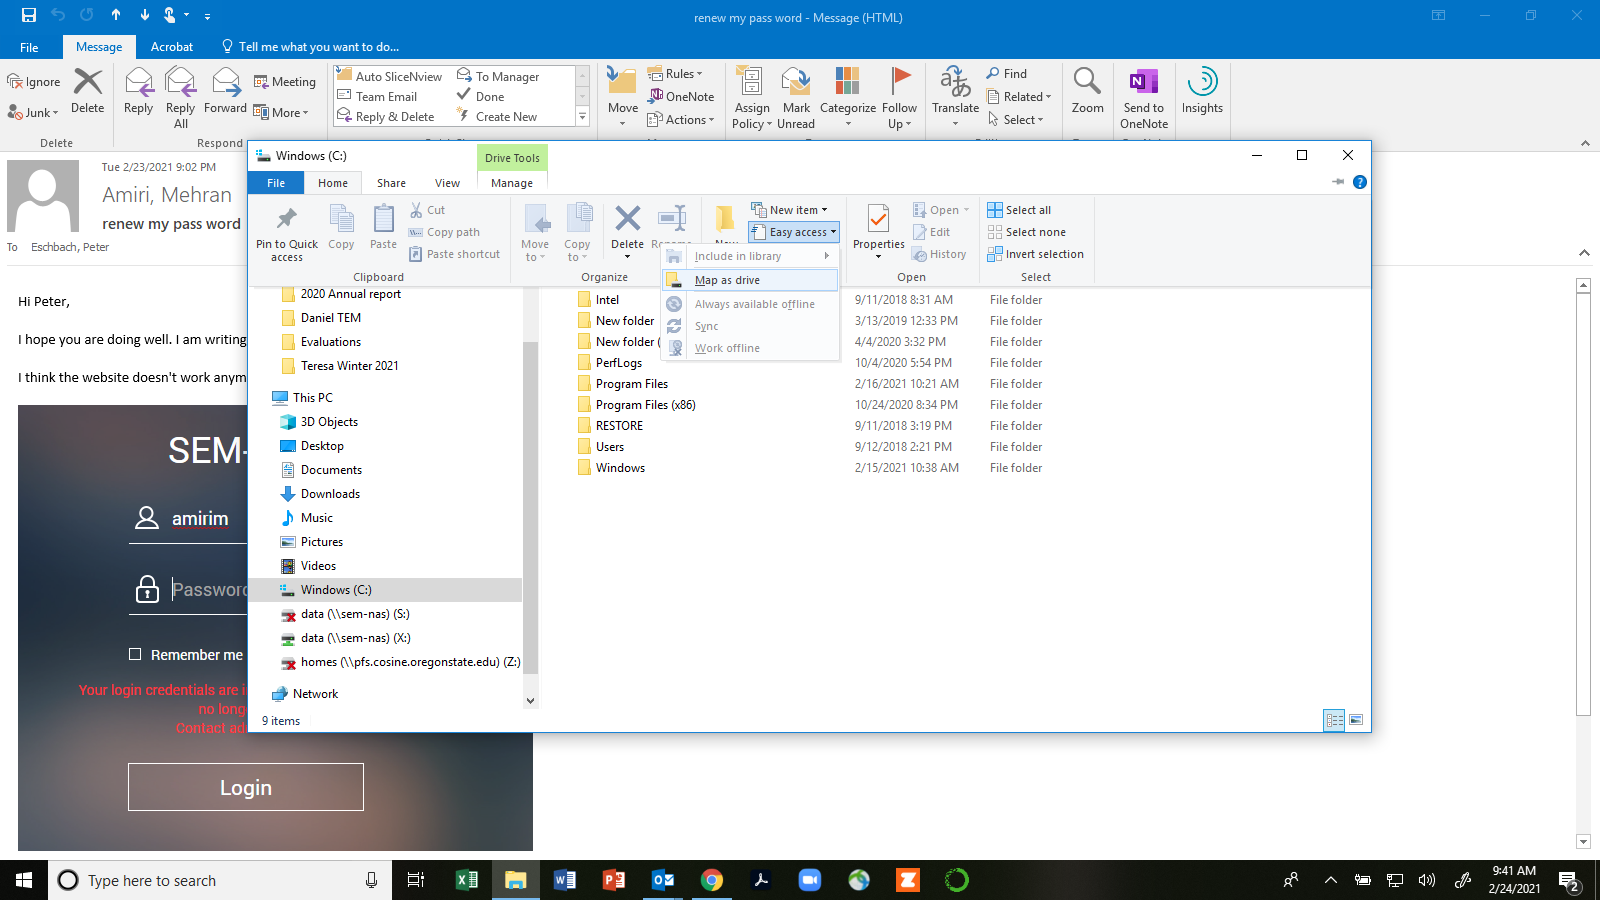 renew my pass word - Message (HTML)
File
Message
Acrobat
Tell me what you want to do...
Ignore
Junk
Delete
Reply
Reply All
Forward
Meeting
More
Auto SliceNview
Team Email
Reply & Delete
To Manager
Done
Create New
Move
Rules
OneNote
Actions
Assign Policy
Mark Unread
Categorize
Follow Up
Translate
Find
Related
Select
Zoom
Send to OneNote
Insights
Delete
Respond
Tue 2/23/2021 9:02 PM
Amiri, Mehran
renew my pass word
To Eschbach, Peter
Hi Peter,
I hope you are doing well. I am writing
I think the website doesn't work anym
SEM-
amirim
Password
Remember me
Your login credentials are i
no longe
Contact ad
Login
Windows (C:)
Drive Tools
File
Home
Share
View
Manage
Pin to Quick access
Copy
Paste
Cut
Copy path
Paste shortcut
Clipboard
Move to
Copy to
Delete
Rename
Organize
New
New item
Easy access
Include in library
Map as drive
Always available offline
Sync
Work offline
Properties
Open
Edit
History
Open
Select all
Select none
Invert selection
Select
2020 Annual report
Daniel TEM
Evaluations
Teresa Winter 2021
This PC
3D Objects
Desktop
Documents
Downloads
Music
Pictures
Videos
Windows (C:)
data (\\sem-nas) (S:)
data (\\sem-nas) (X:)
homes (\\pfs.cosine.oregonstate.edu) (Z:)
Network
Intel 9/11/2018 8:31 AM File folder
New folder 3/13/2019 12:33 PM File folder
New folder ( 4/4/2020 3:32 PM File folder
PerfLogs 10/4/2020 5:54 PM File folder
Program Files 2/16/2021 10:21 AM File folder
Program Files (x86) 10/24/2020 8:34 PM File folder
RESTORE 9/11/2018 3:19 PM File folder
Users 9/12/2018 2:21 PM File folder
Windows 2/15/2021 10:38 AM File folder
9 items
Type here to search
9:41 AM
2/24/2021
2